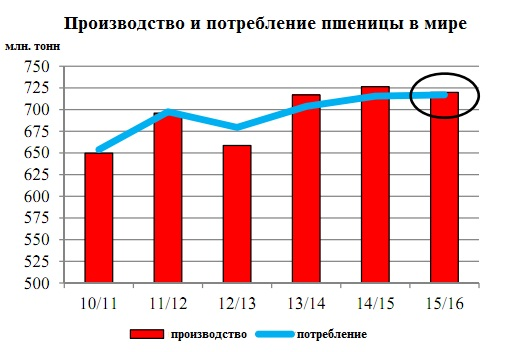 Производство и потребление пшеницы в мире
млн. тонн
750
725
700
675
650
625
600
575
550
525
500
10/11 11/12 12/13 13/14 14/15 15/16
производство потребление